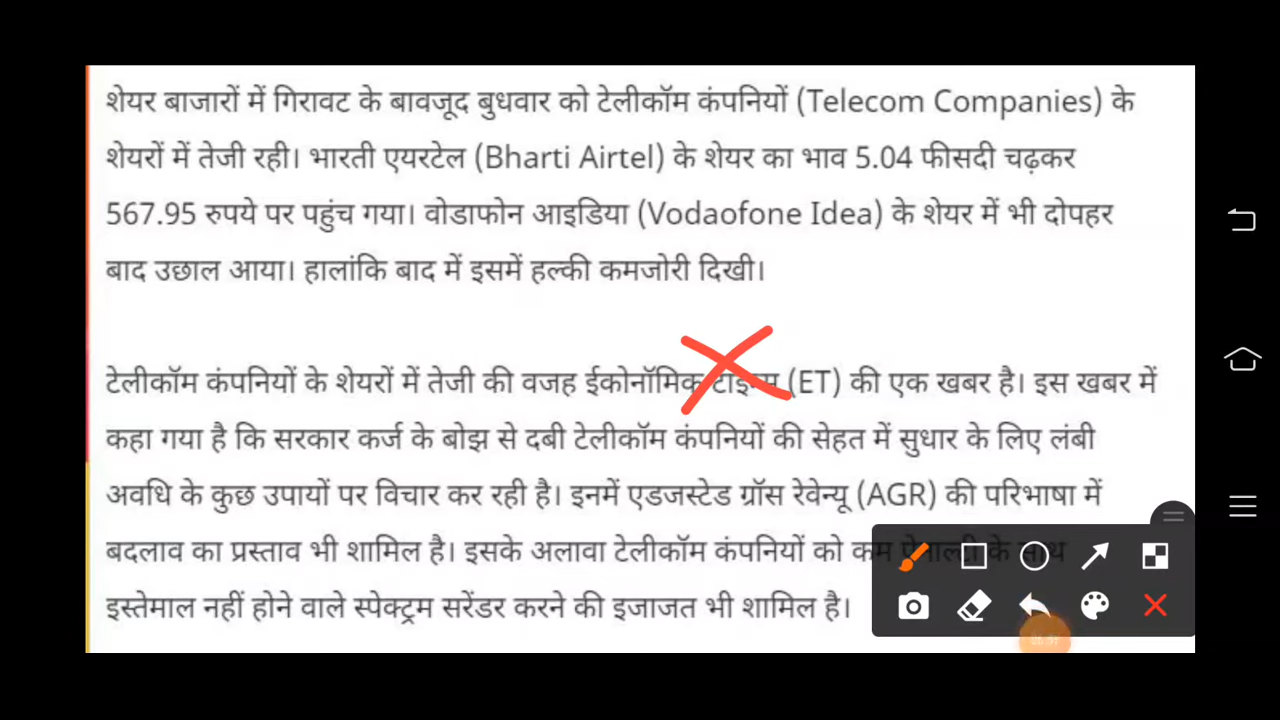 शेयर बाजारों में गिरावट के बावजूद बुधवार को टेलीकॉम कंपनियों (Telecom Companies) के
शेयरों में तेजी रही। भारती एयरटेल (Bharti Airtel) के शेयर का भाव 5.04 फीसदी चढ़कर
567.95 रुपये पर पहुंच गया। वोडाफोन आइडिया (Vodaofone Idea) के शेयर में भी दोपहर
बाद उछाल आया। हालांकि बाद में इसमें हल्की कमजोरी दिखी।
टेलीकॉम कंपनियों के शेयरों में तेजी की वजह ईकोनॉमिक टाइम्स (ET) की एक खबर है। इस खबर में
कहा गया है कि सरकार कर्ज के बोझ से दबी टेलीकॉम कंपनियों की सेहत में सुधार के लिए लंबी
अवधि के कुछ उपायों पर विचार कर रही है। इनमें एडजस्टेड ग्रॉस रेवेन्यू (AGR) की परिभाषा में
बदलाव का प्रस्ताव भी शामिल है। इसके अलावा टेलीकॉम कंपनियों को कम पेनाल्टी के साथ
इस्तेमाल नहीं होने वाले स्पेक्ट्रम सरेंडर करने की इजाजत भी शामिल है।